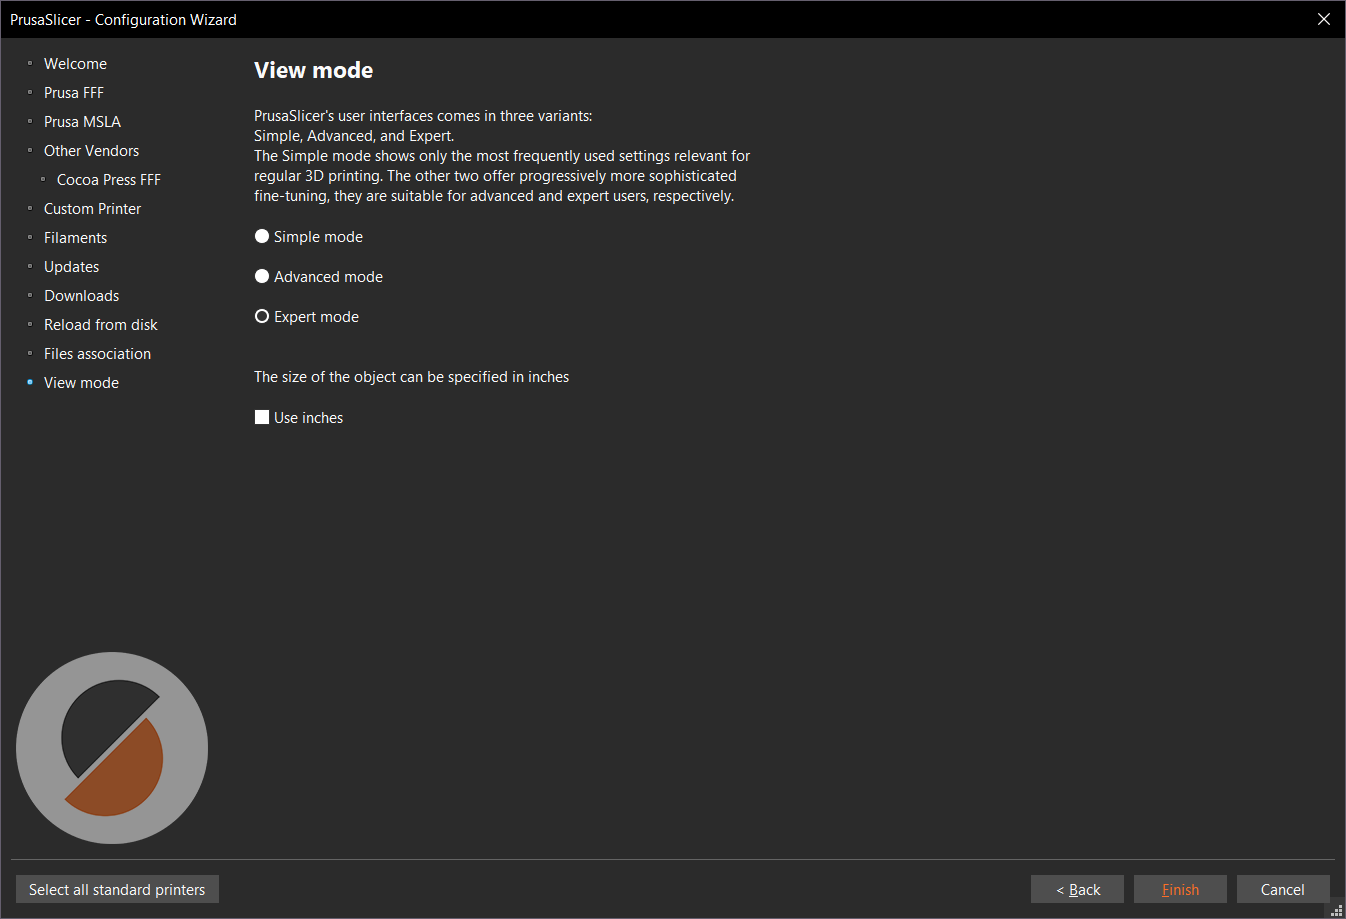 PrusaSlicer - Configuration Wizard
Welcome
Prusa FFF
Prusa MSLA
Other Vendors
Cocoa Press FFF
Custom Printer
Filaments
Updates
Downloads
Reload from disk
Files association
View mode
View mode
PrusaSlicer's user interfaces comes in three variants:
Simple, Advanced, and Expert.
The Simple mode shows only the most frequently used settings relevant for
regular 3D printing. The other two offer progressively more sophisticated
fine-tuning, they are suitable for advanced and expert users, respectively.
Simple mode
Advanced mode
Expert mode
The size of the object can be specified in inches
Use inches
Select all standard printers
< Back
Finish
Cancel